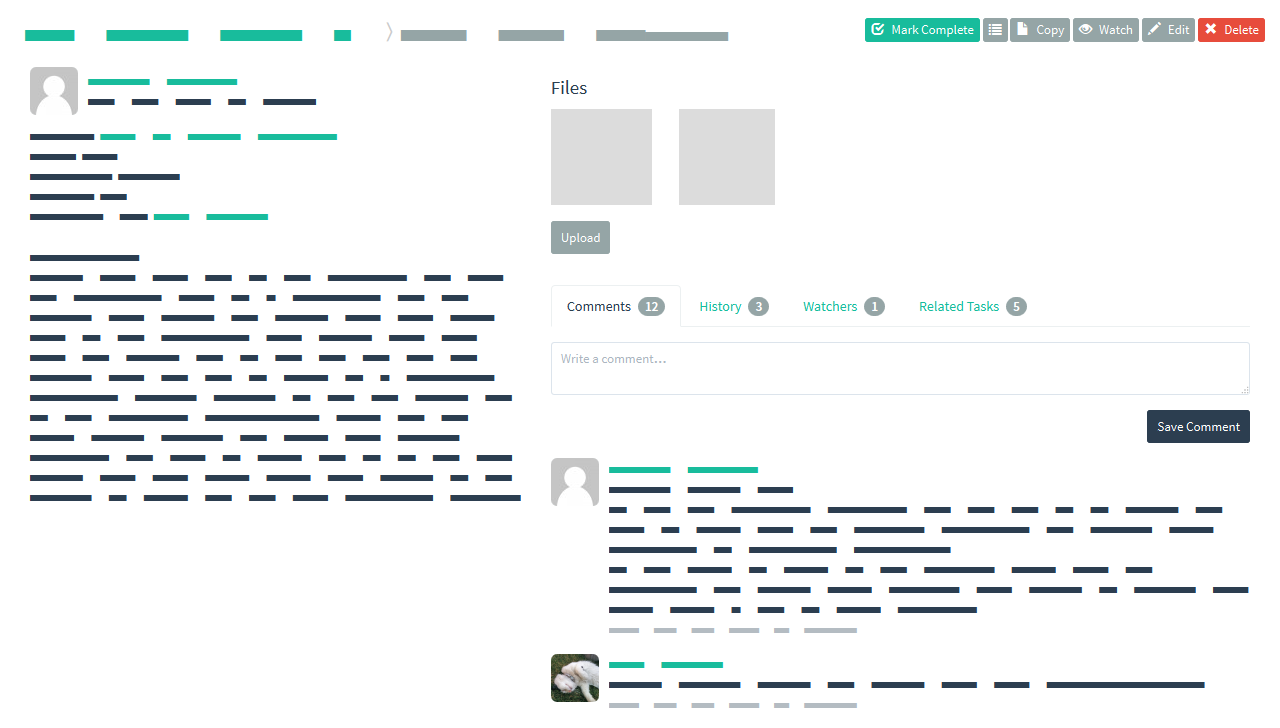 Mark Complete Copy Watch Edit Delete
Files
Upload
Comments 12 History 3 Watchers 1 Related Tasks 5
Write a comment...
Save Comment